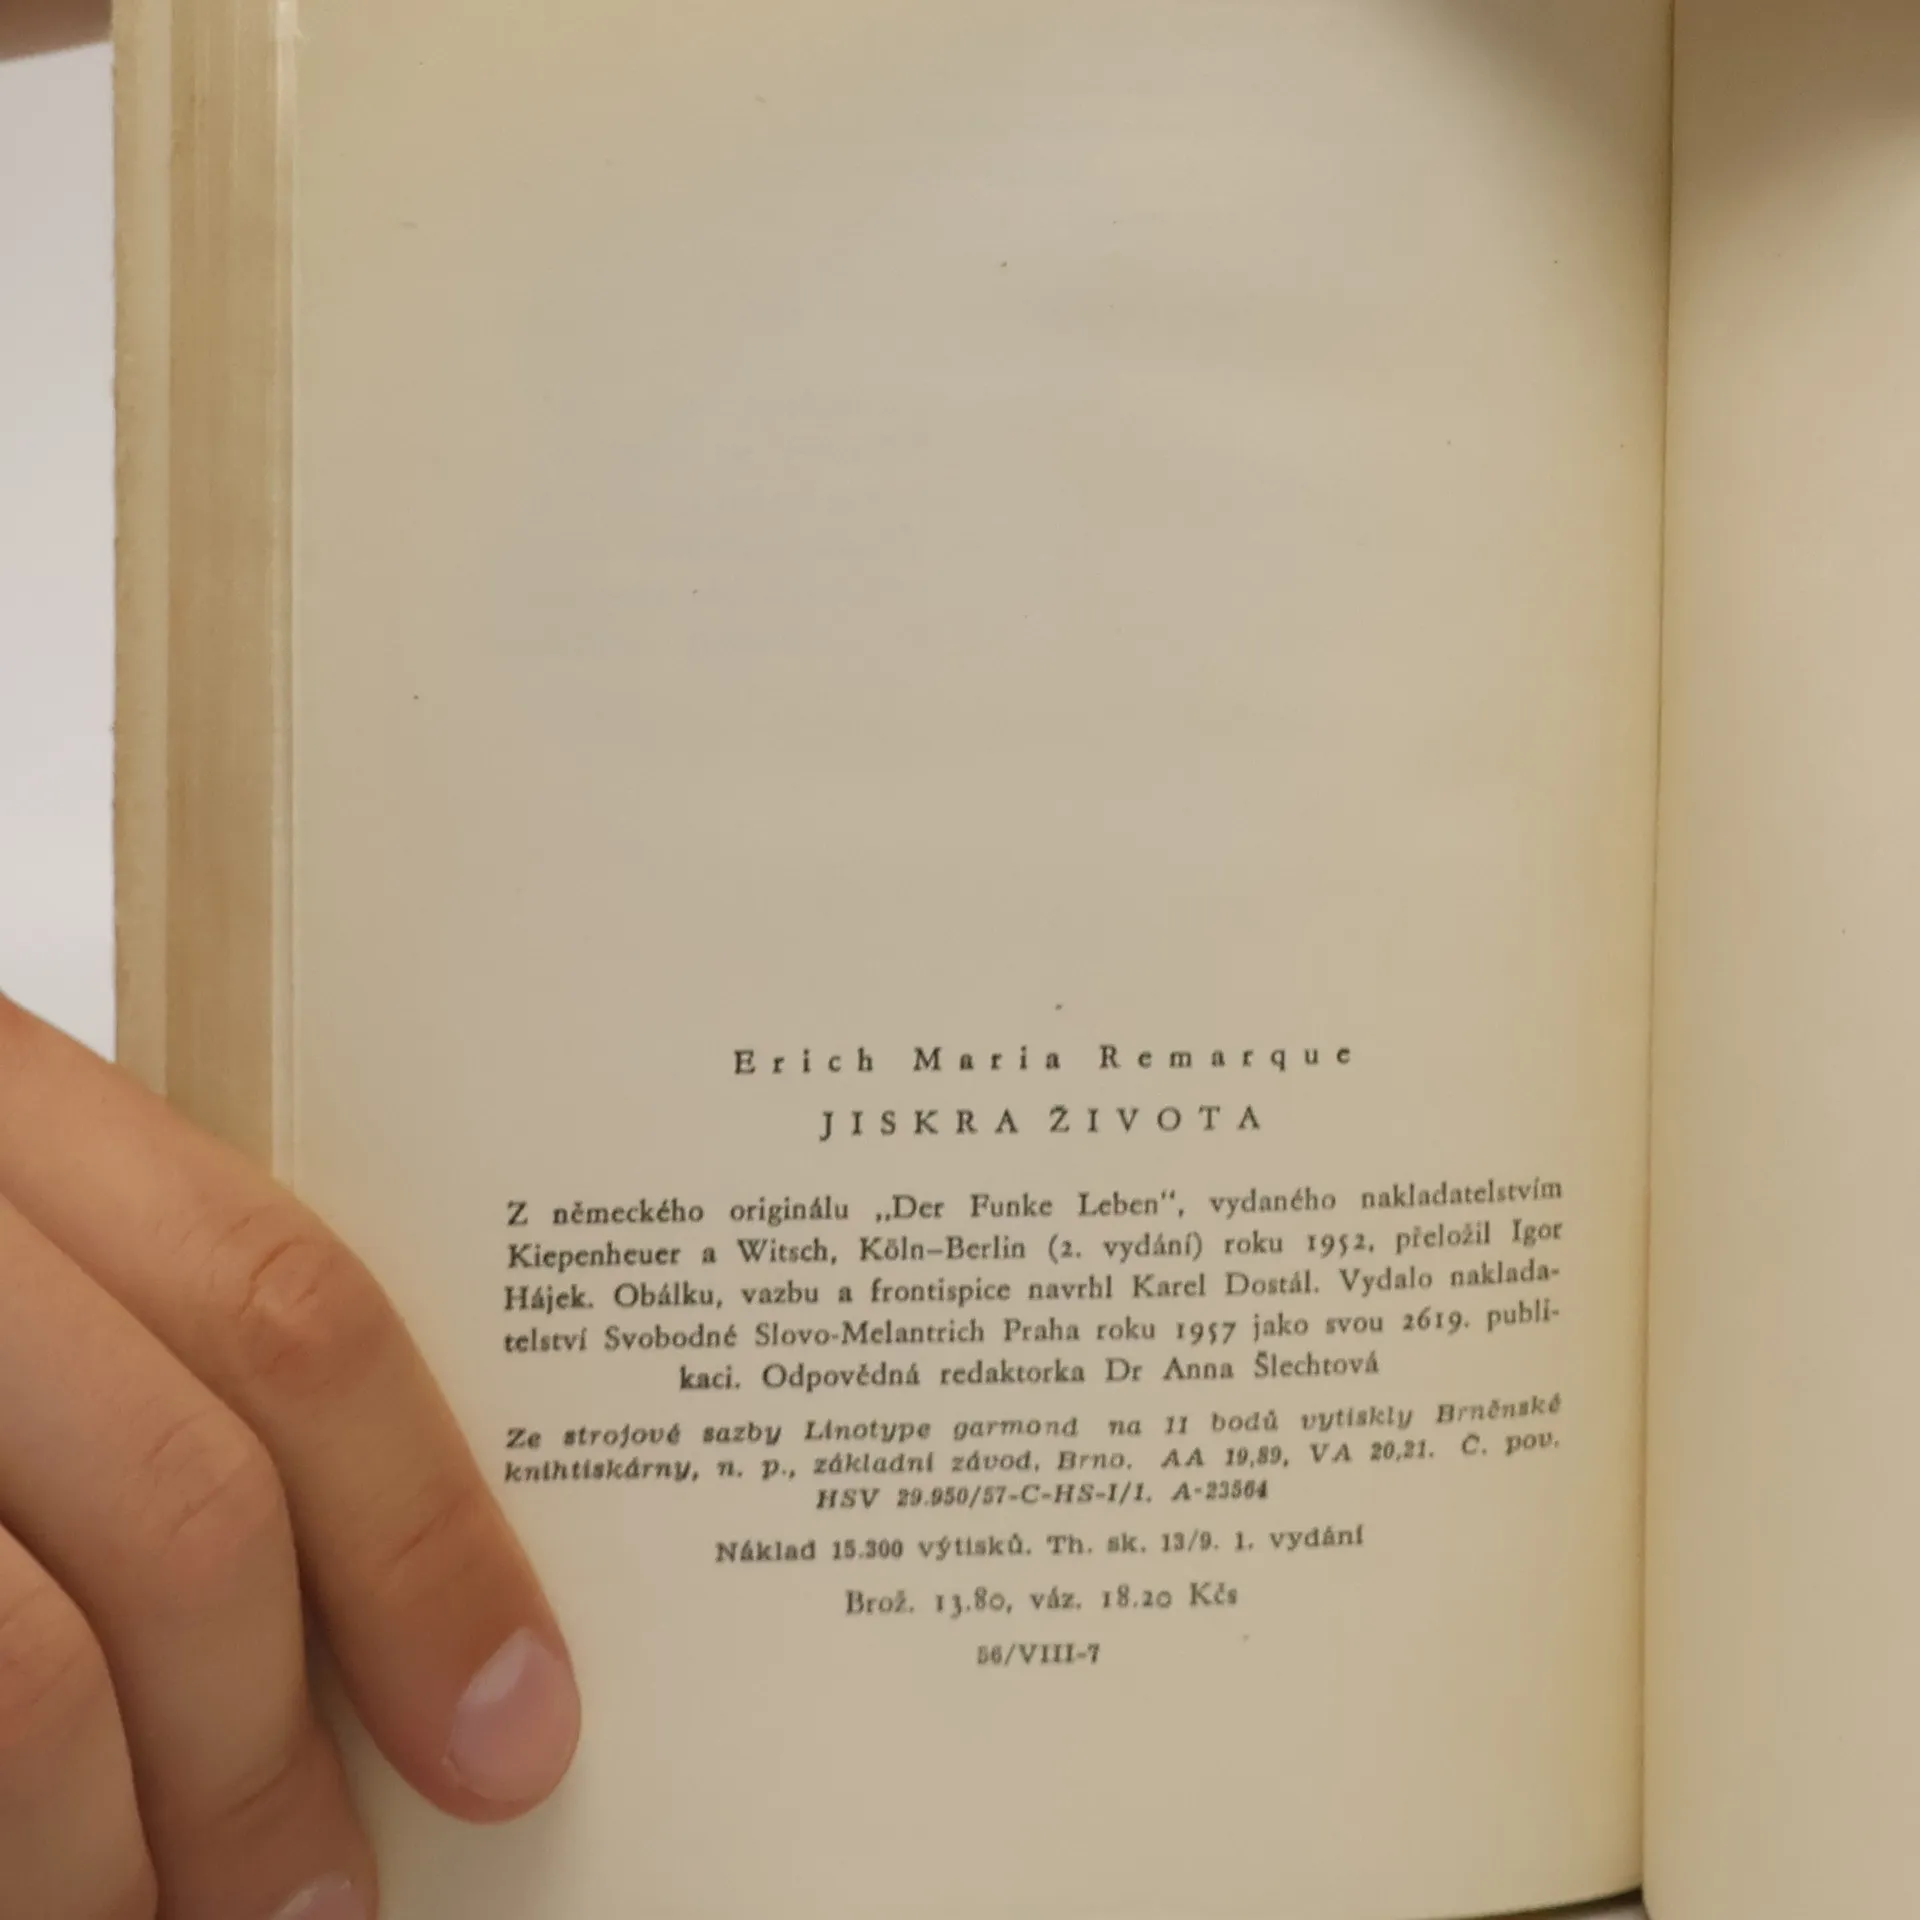 Erich Maria Remarque
JISKRA ŽIVOTA
Z německého originálu „Der Funke Leben“, vydaného nakladatelstvím
Kiepenheuer a Witsch, Köln–Berlin (2. vydání) roku 1952, přeložil Igor
Hájek. Obálku, vazbu a frontispice navrhl Karel Dostál. Vydalo naklada-
telství Svobodné Slovo-Melantrich Praha roku 1957 jako svou 2619. publi-
kaci. Odpovědná redaktorka Dr Anna Šlechtová
Ze strojové sazby Linotype garmond na 11 bodů vytiskly Brněnské
knihtiskárny, n. p., základní závod, Brno. AA 19,89, VA 20,21. Č. pov.
HSV 29.950/57-C-HS-I/1. A-23564
Náklad 15.300 výtisků. Th. sk. 13/9. 1. vydání
Brož. 13.80, váz. 18.20 Kčs
56/VIII-7